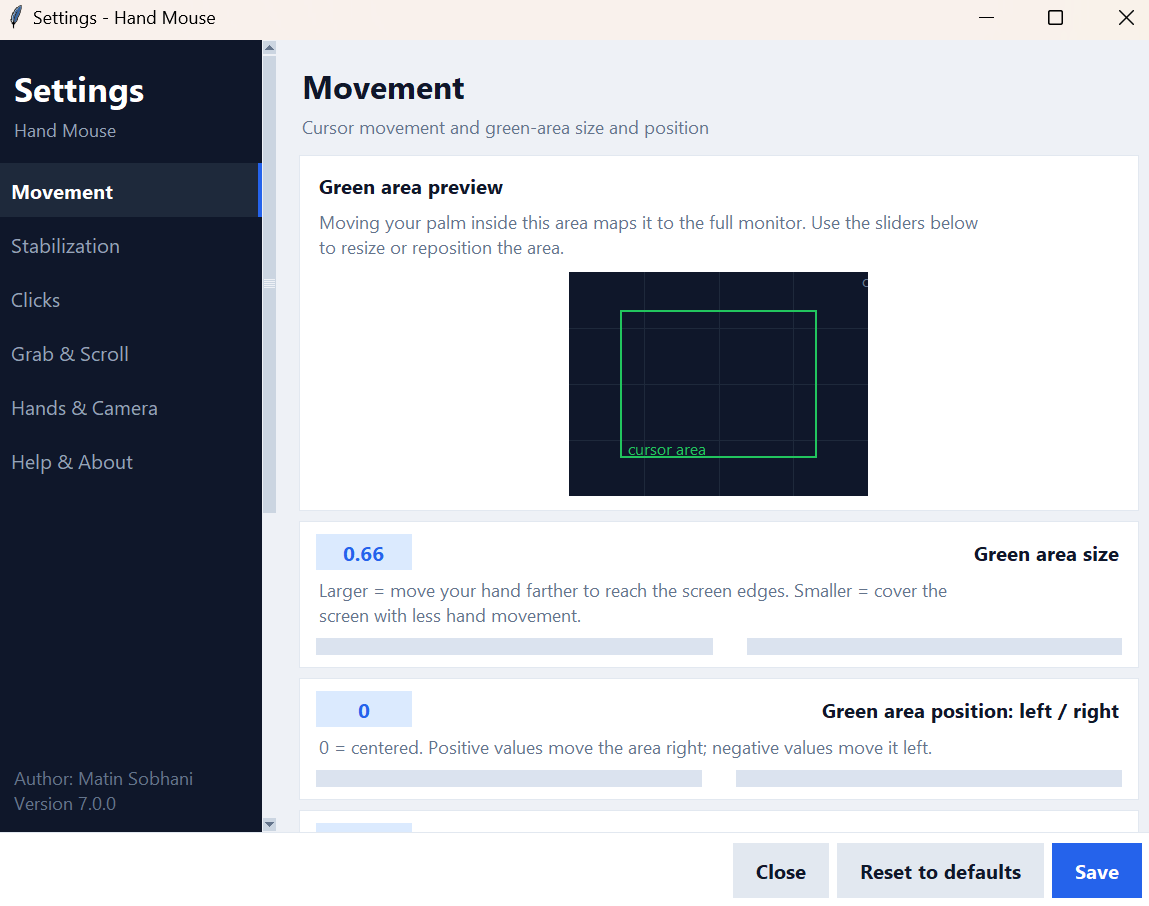 Settings - Hand Mouse
Settings
Hand Mouse
Movement
Stabilization
Clicks
Grab & Scroll
Hands & Camera
Help & About
Author: Matin Sobhani
Version 7.0.0
Movement
Cursor movement and green-area size and position
Green area preview
Moving your palm inside this area maps it to the full monitor. Use the sliders below
to resize or reposition the area.
cursor area
0.66
Green area size
Larger = move your hand farther to reach the screen edges. Smaller = cover the
screen with less hand movement.
0
Green area position: left / right
0 = centered. Positive values move the area right; negative values move it left.
Close
Reset to defaults
Save